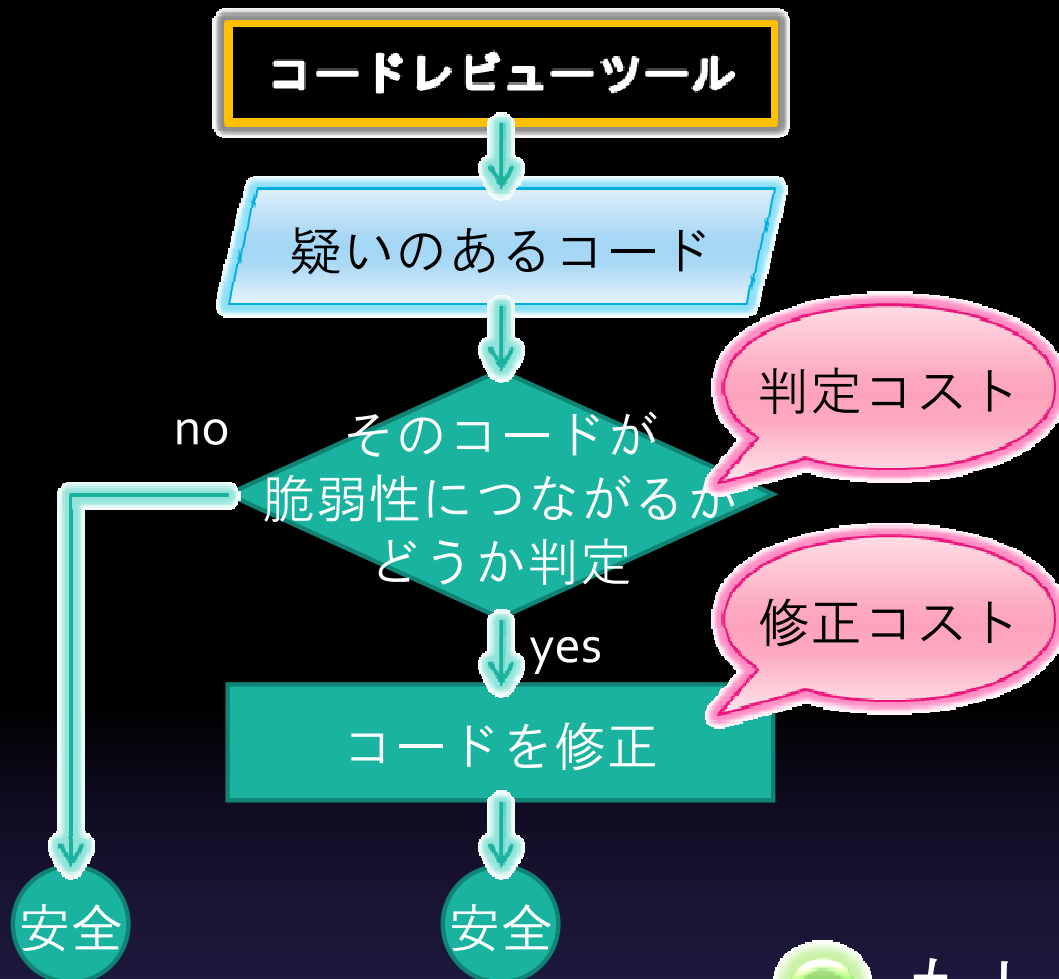 コードレビューツール
疑いのあるコード
判定コスト
no
そのコードが
脆弱性につながるか
どうか判定
修正コスト
yes
コードを修正
安全
安全